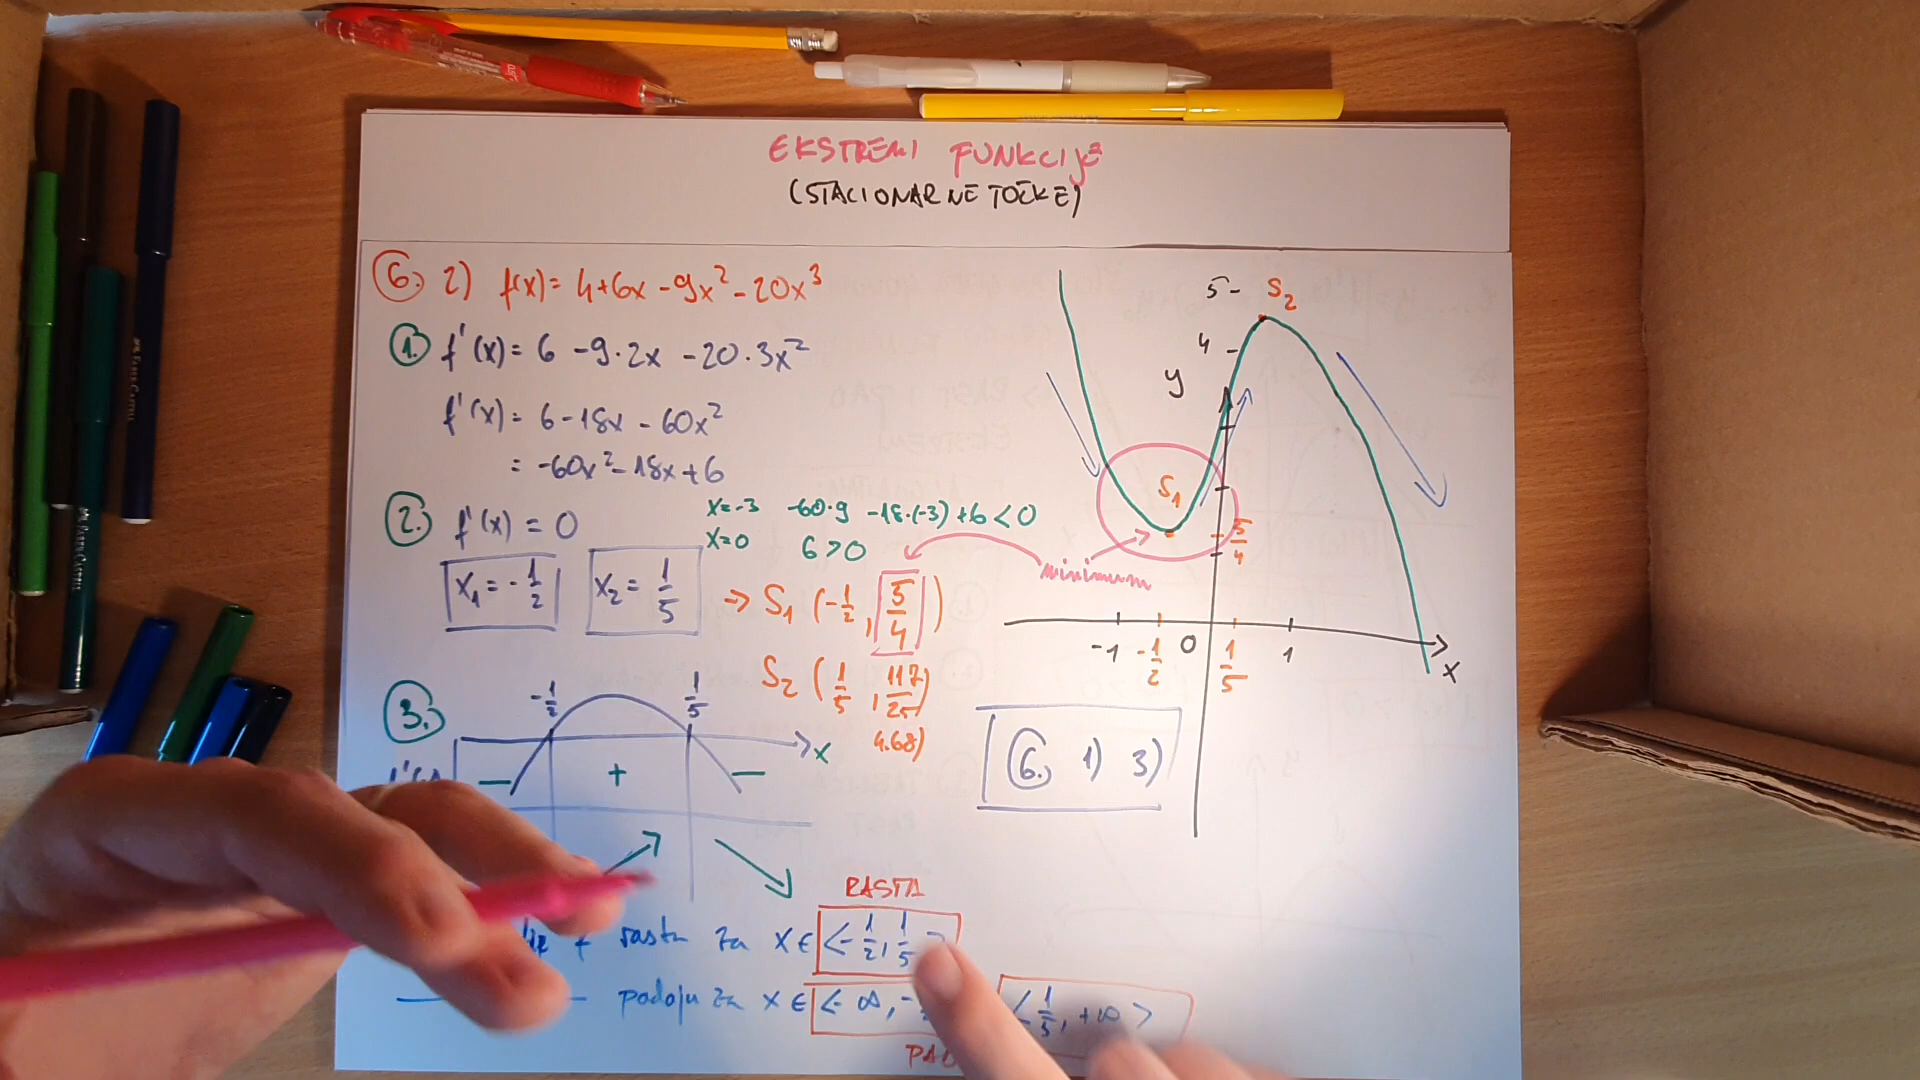 EKSTREMI FUNKCIJE
(STACIONARNE TOČKE)
6. 2) f(x)= 4+6x -9x² -20x³
1. f'(x)= 6 -9·2x -20·3x²
f'(x)= 6-18x - 60x²
= -60x²-18x+6
2. f'(x) = 0
x=-3 -60·9 -18·(-3)+6<0
x=0 6>0
x₁=-1/2 x₂= 1/5 → S₁ (-1/2, 5/4)
S₂ (1/5, 117/25)
4.68)
3. -1/2 1/5
x
— + —
RASTA
f rastu za x ∈ <-1/2, 1/5>
— padaju za x ∈ <-∞, - <1/5, +∞>
5 S₂
4
y
S₁
5/4
minimum
-1 -1/2 0 1/5 1 x
6. 1) 3)